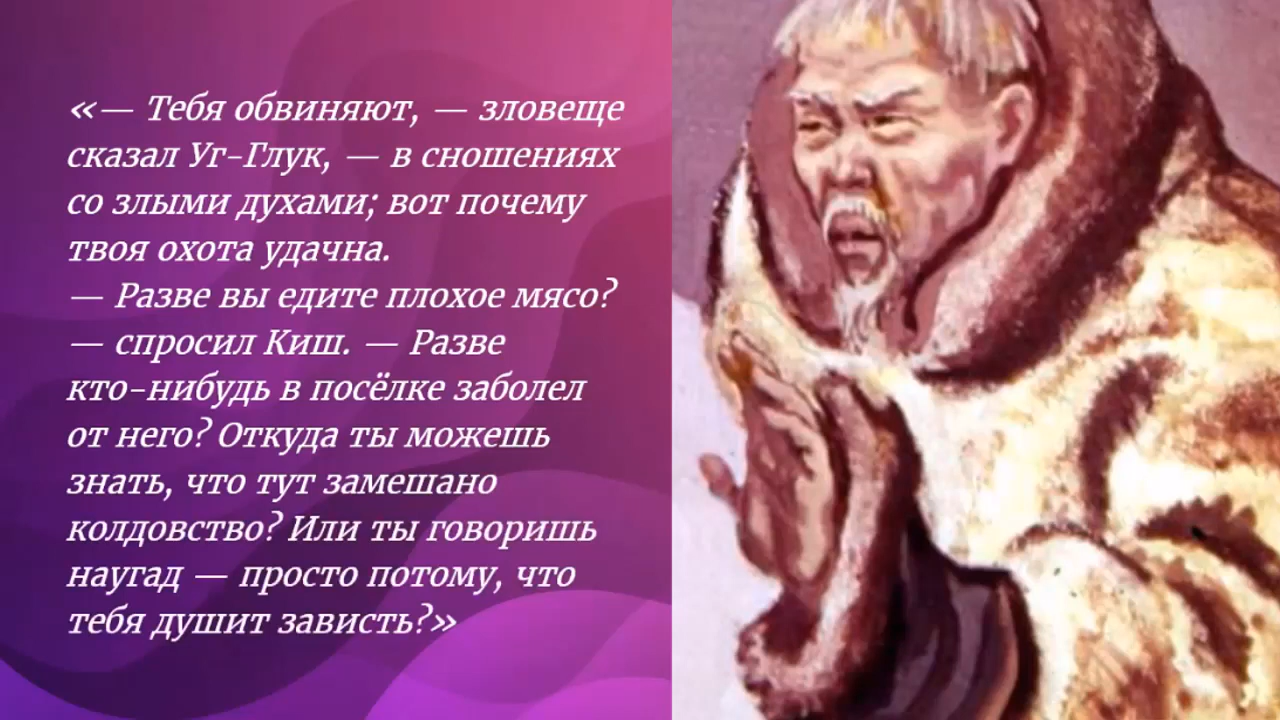 «— Тебя обвиняют, — зловеще
сказал Уг-Глук, — в сношениях
со злыми духами; вот почему
твоя охота удачна.
— Разве вы едите плохое мясо?
— спросил Киш. — Разве
кто-нибудь в посёлке заболел
от него? Откуда ты можешь
знать, что тут замешано
колдовство? Или ты говоришь
наугад — просто потому, что
тебя душит зависть?»